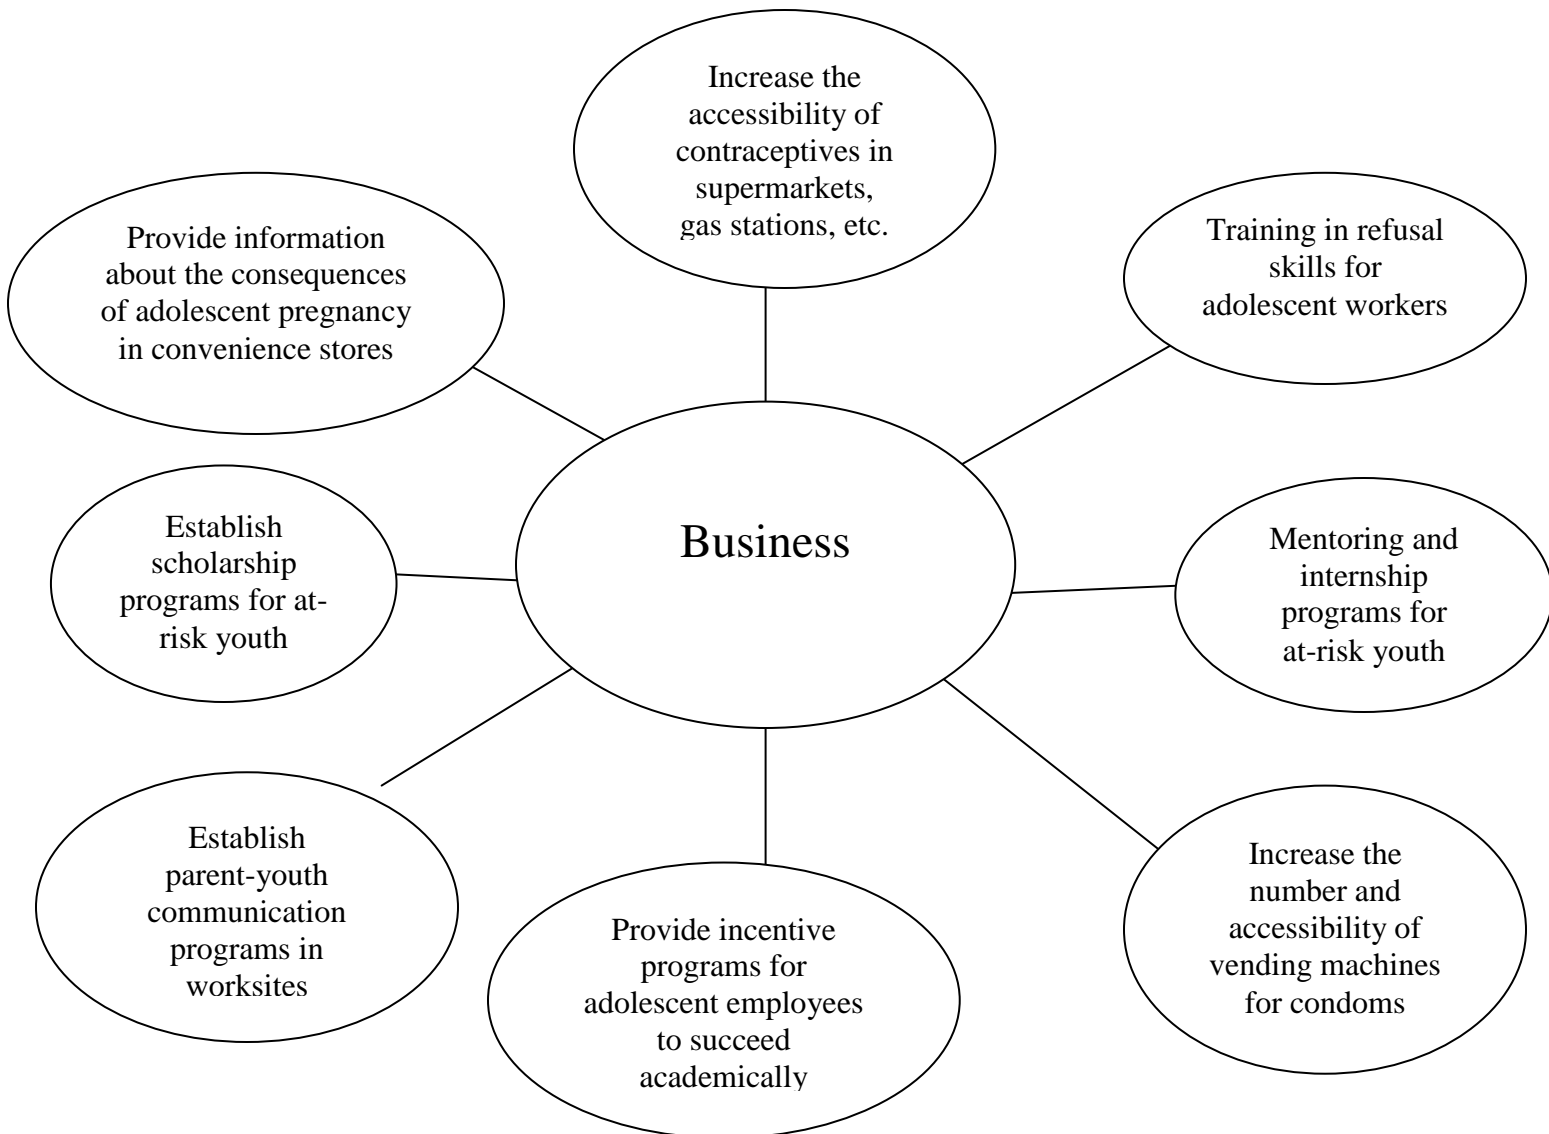 Increase the
accessibility of
contraceptives in
supermarkets,
gas stations, etc.
Provide information
about the consequences
of adolescent pregnancy
in convenience stores
Training in refusal
skills for
adolescent workers
Business
Establish
scholarship
programs for at-
risk youth
Mentoring and
internship
programs for
at-risk youth
Establish
parent-youth
communication
programs in
worksites
Provide incentive
programs for
adolescent employees
to succeed
academically
Increase the
number and
accessibility of
vending machines
for condoms